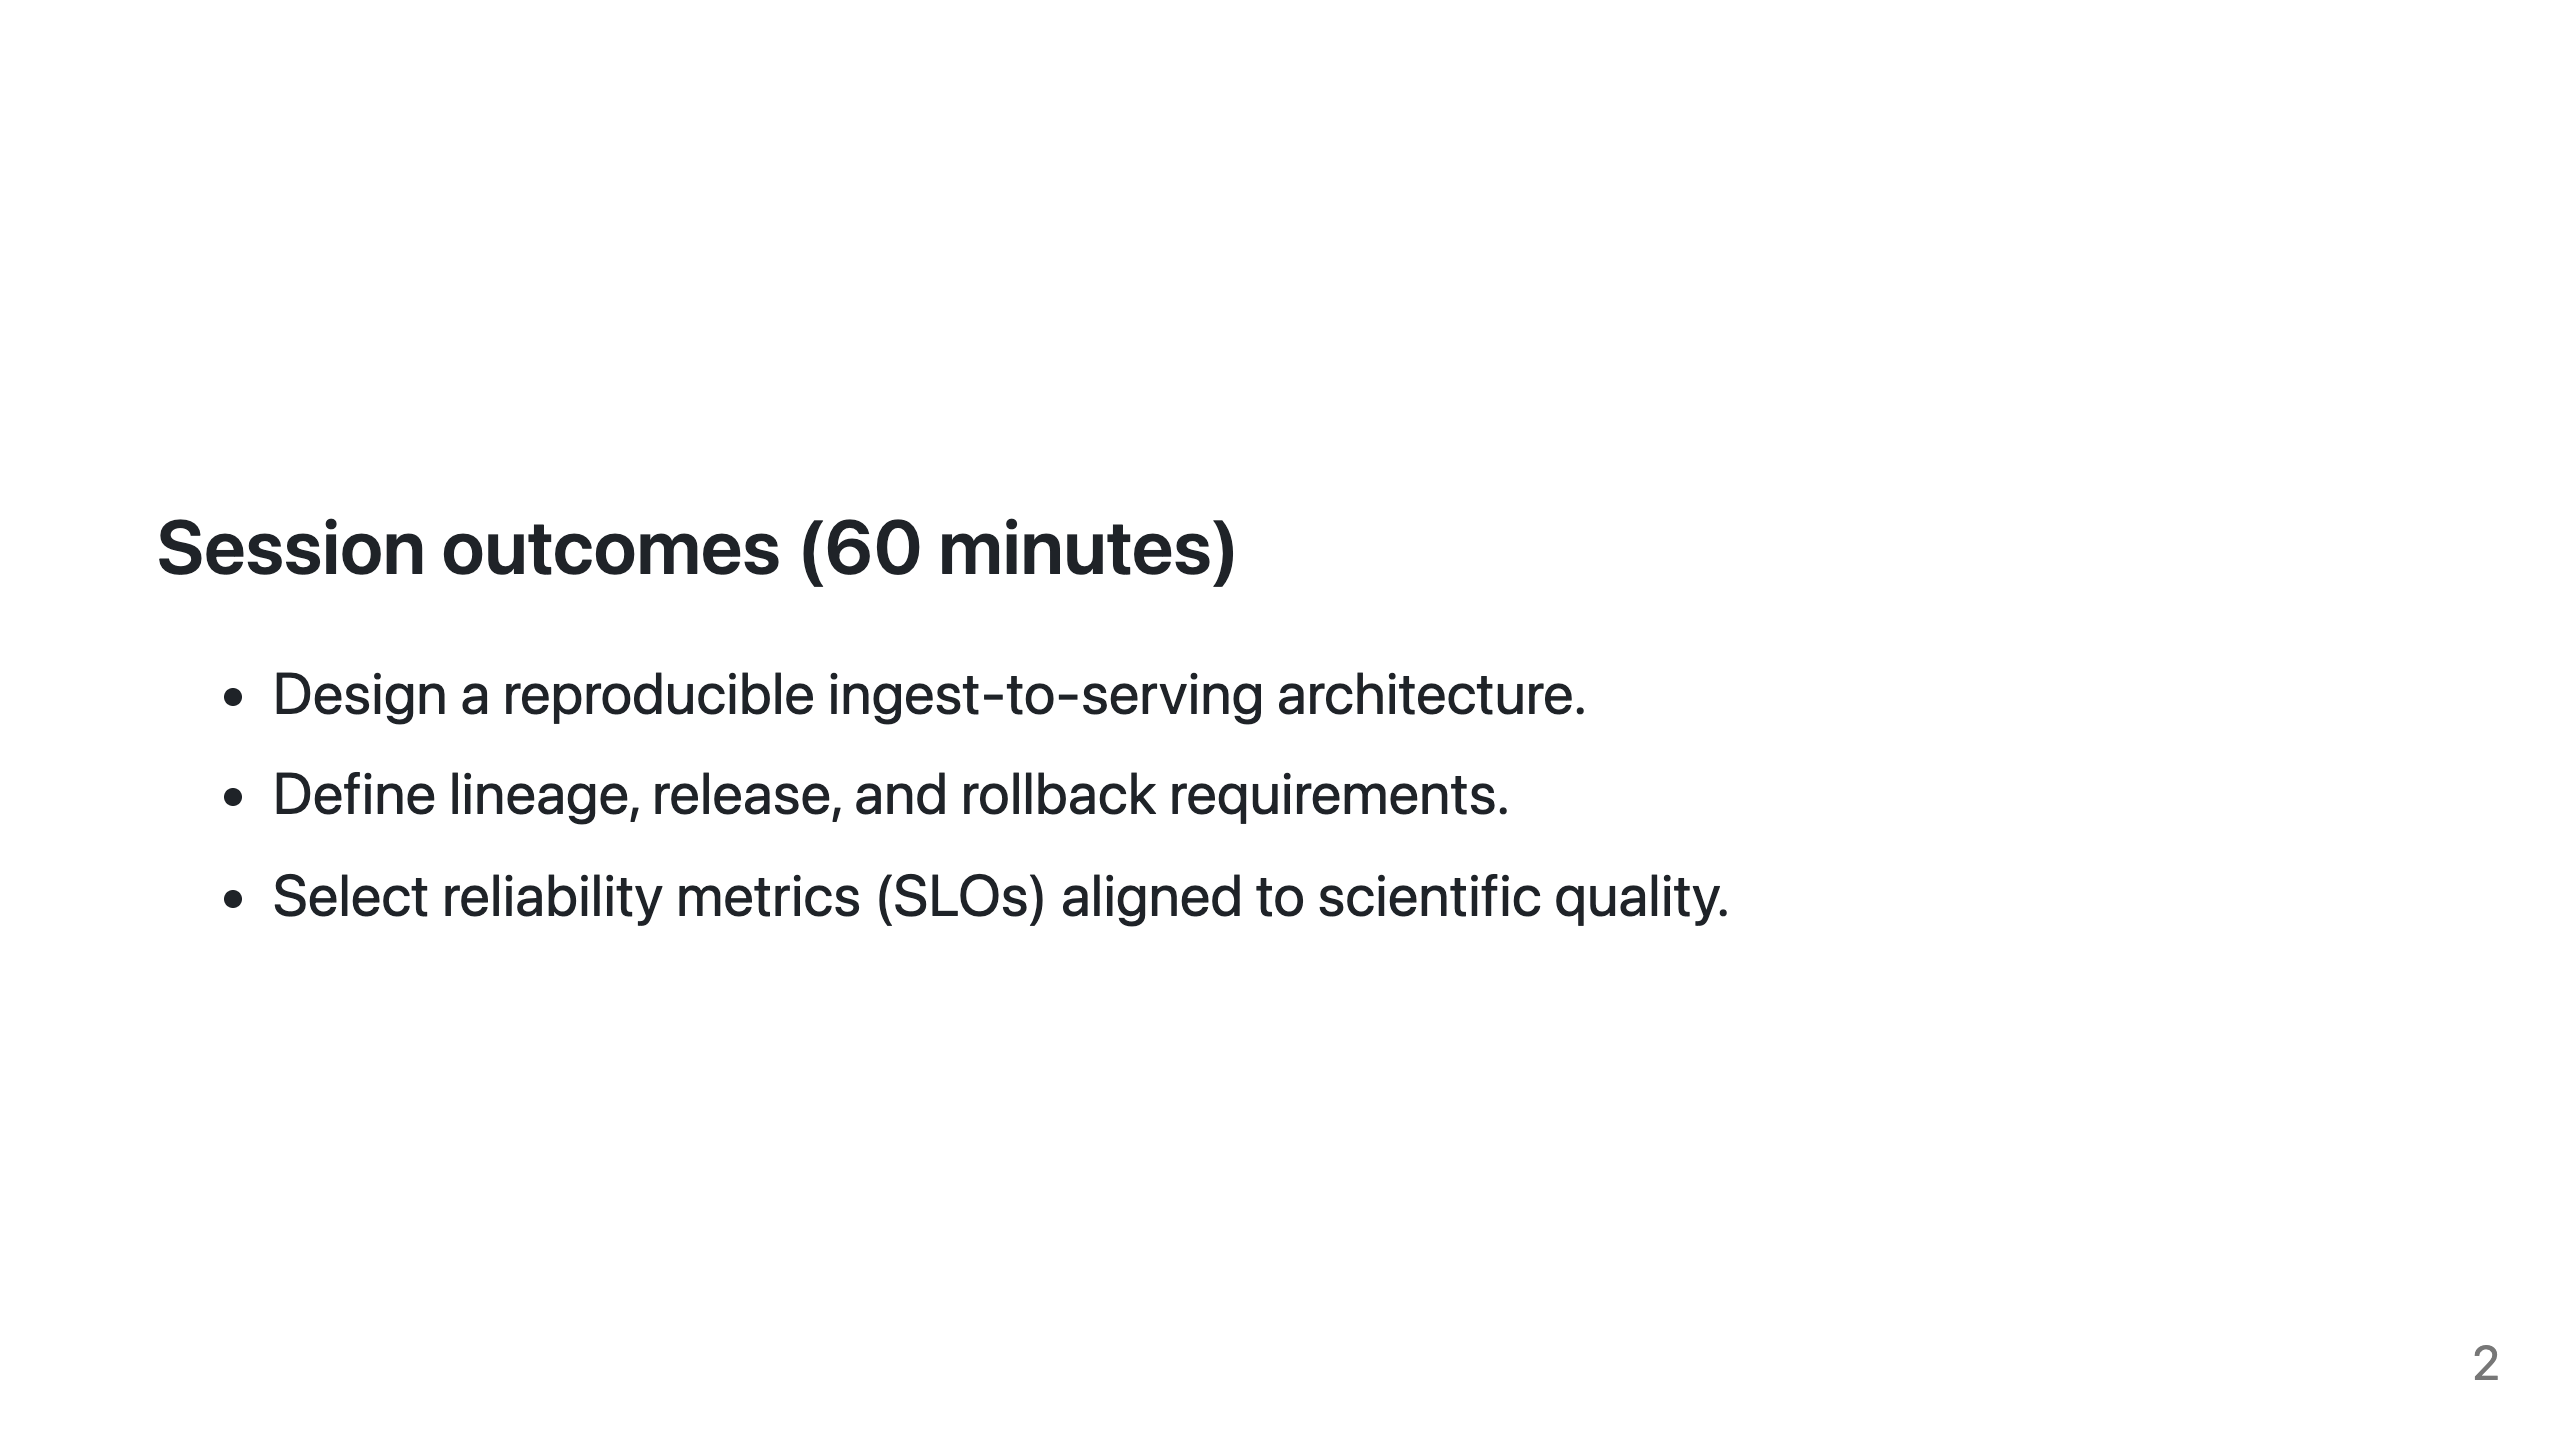 Session outcomes (60 minutes)
• Design a reproducible ingest-to-serving architecture.
• Define lineage, release, and rollback requirements.
• Select reliability metrics (SLOs) aligned to scientific quality.
2